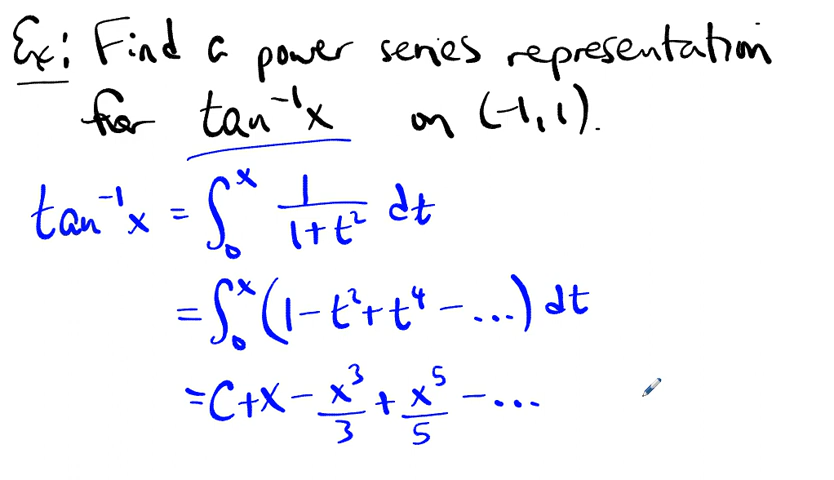 Ex: Find a power series representation
for tan⁻¹x on (-1, 1).
tan⁻¹x = ∫₀ˣ 1/(1+t²) dt
= ∫₀ˣ (1 - t² + t⁴ - ...) dt
= C + x - x³/3 + x⁵/5 - ...